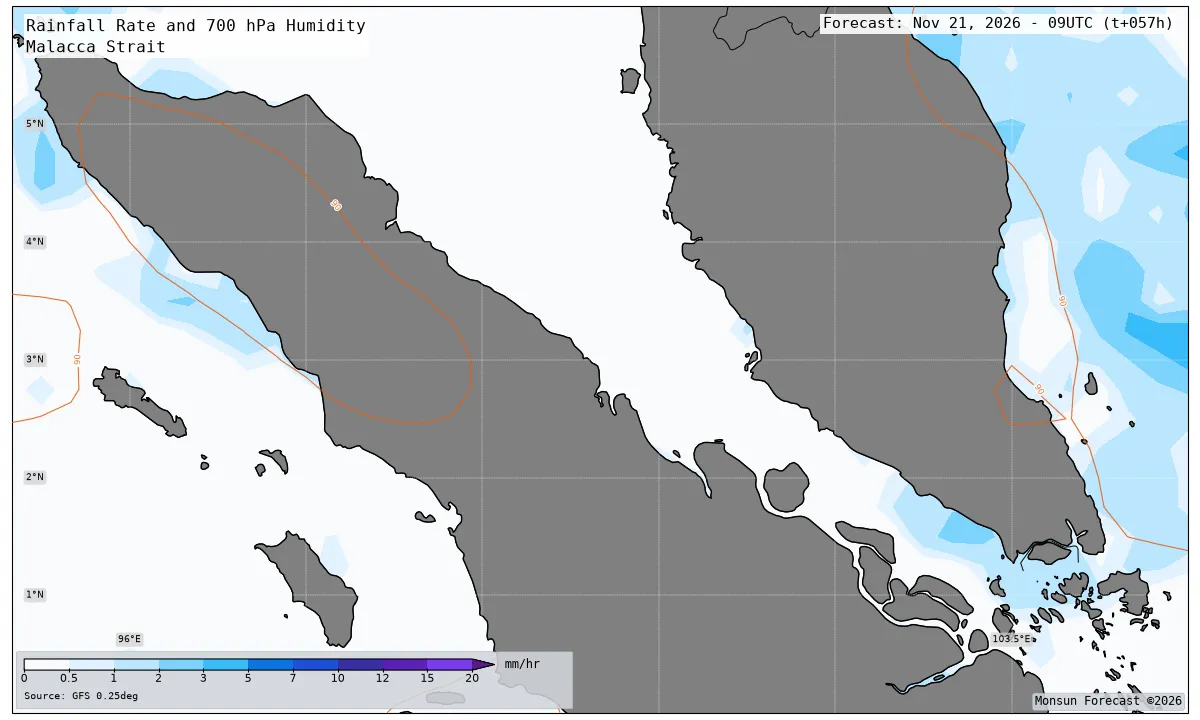 Rainfall Rate and 700 hPa Humidity
Malacca Strait
Forecast: Nov 21, 2026 - 09UTC (t+057h)
5°N
90
4°N
90
3°N
90
90
2°N
1°N
96°E
103.5°E
mm/hr
0 0.5 1 2 3 5 7 10 12 15 20
Source: GFS 0.25deg
Monsun Forecast ©2026